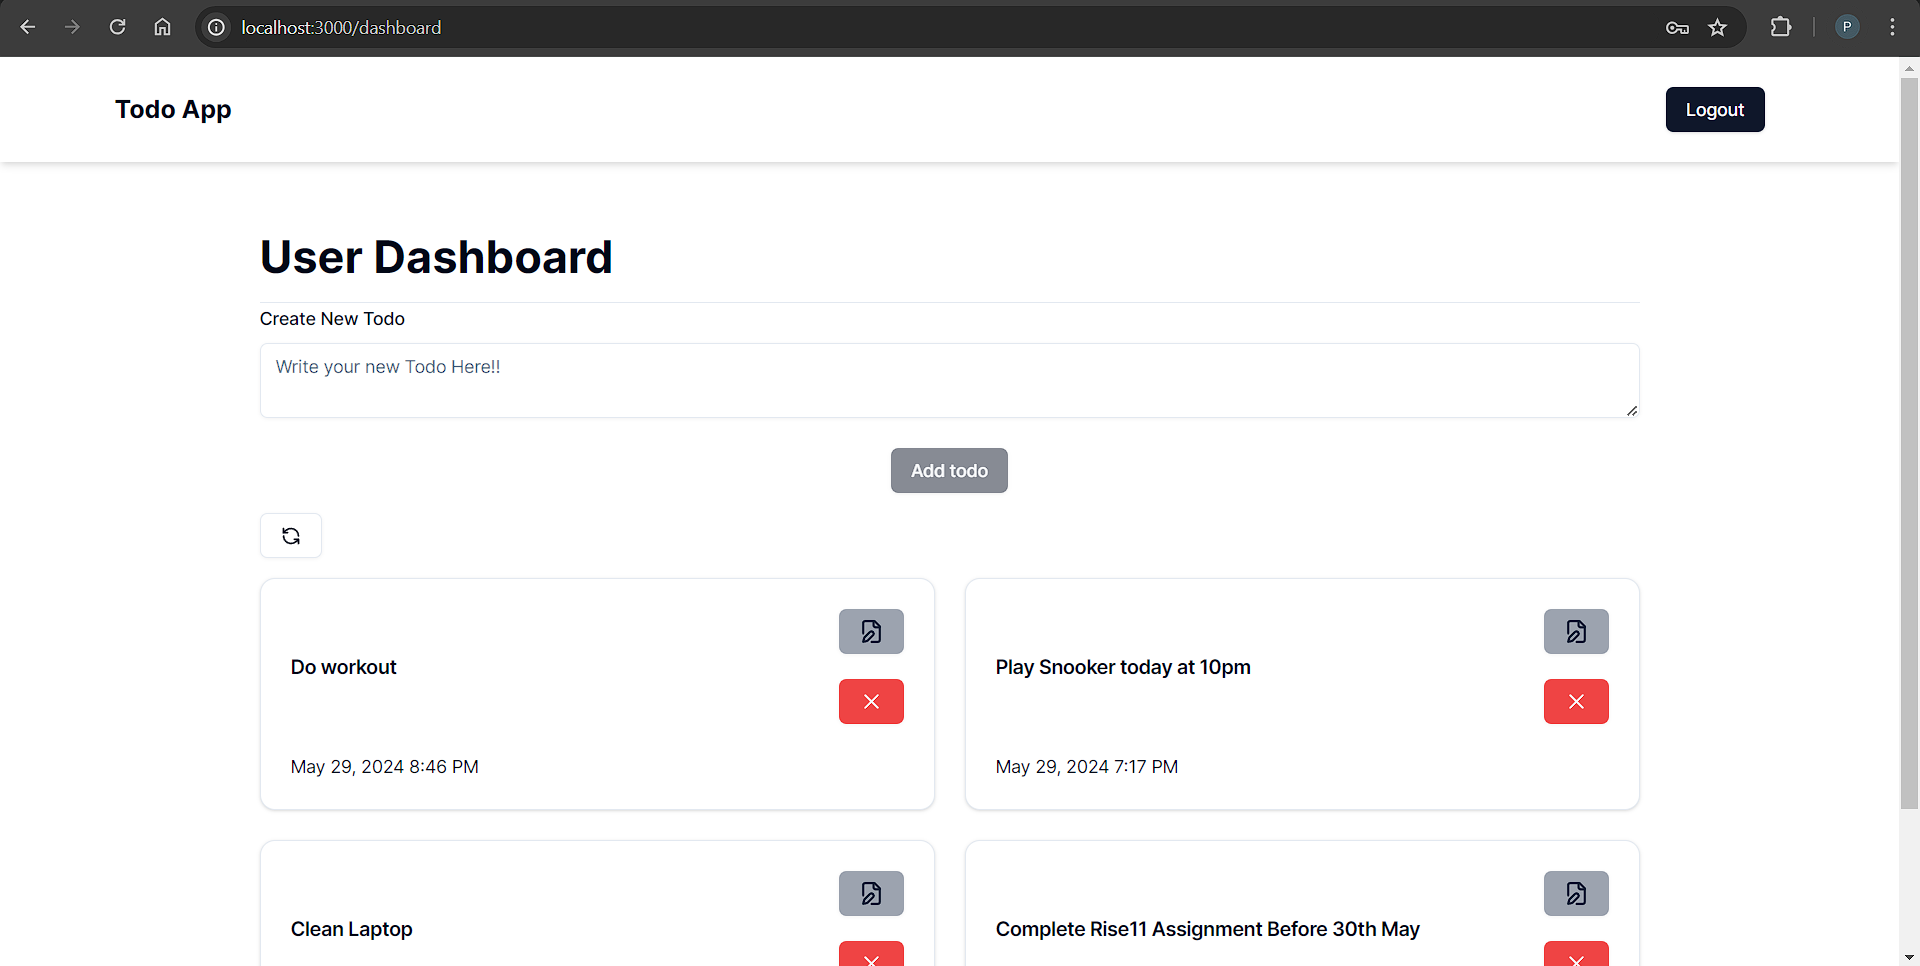 localhost:3000/dashboard
P
Todo App
Logout
User Dashboard
Create New Todo
Write your new Todo Here!!
Add todo
Do workout
May 29, 2024 8:46 PM
Play Snooker today at 10pm
May 29, 2024 7:17 PM
Clean Laptop
Complete Rise11 Assignment Before 30th May